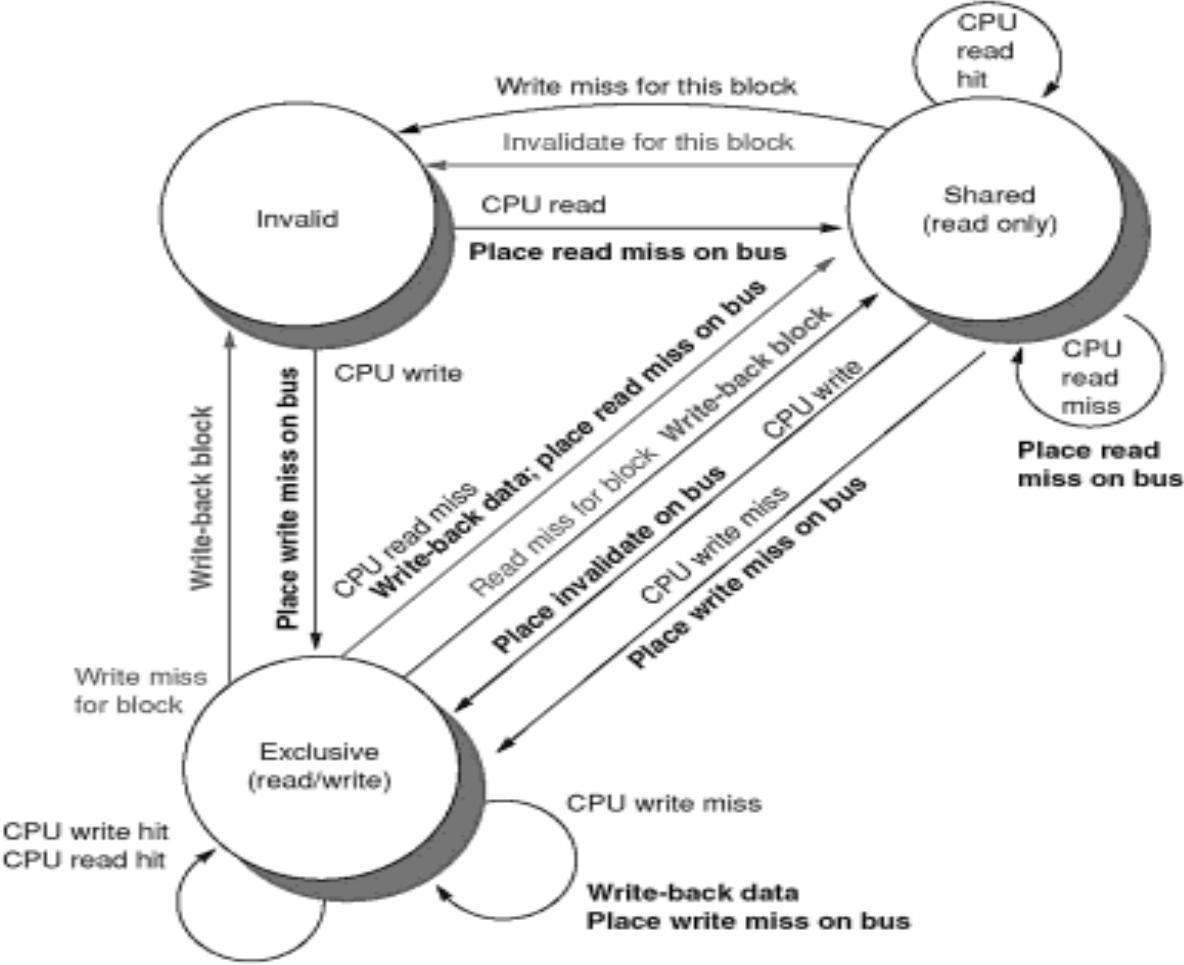 CPU
read
hit
Write miss for this block
Invalidate for this block
Invalid
Shared
(read only)
CPU read
Place read miss on bus
CPU write
Place write miss on bus
Write-back block
CPU read miss
Write-back data; place read miss on bus
Read miss for block Write-back block
CPU write
Place invalidate on bus
CPU write miss
Place write miss on bus
CPU
read
miss
Place read
miss on bus
Write miss
for block
Exclusive
(read/write)
CPU write hit
CPU read hit
CPU write miss
Write-back data
Place write miss on bus